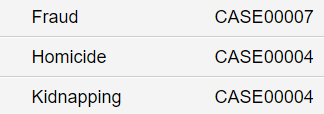 Fraud CASE00007
Homicide CASE00004
Kidnapping CASE00004